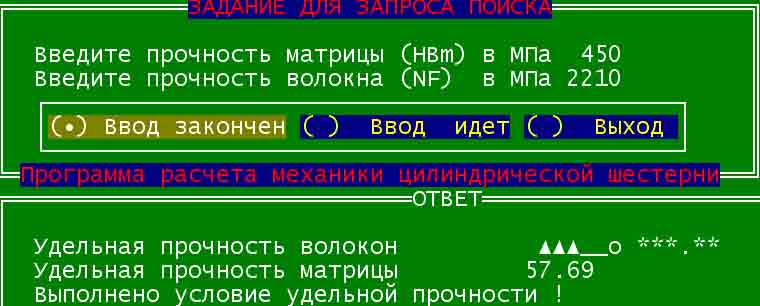 ЗАДАНИЕ ДЛЯ ЗАПРОСА ПОИСКА
Введите прочность матрицы (HBm) в МПа 450
Введите прочность волокна (NF) в МПа 2210
(•) Ввод закончен ( ) Ввод идет ( ) Выход
Программа расчета механики цилиндрической шестерни
ОТВЕТ
Удельная прочность волокон ▲▲▲__o ***.**
Удельная прочность матрицы 57.69
Выполнено условие удельной прочности !